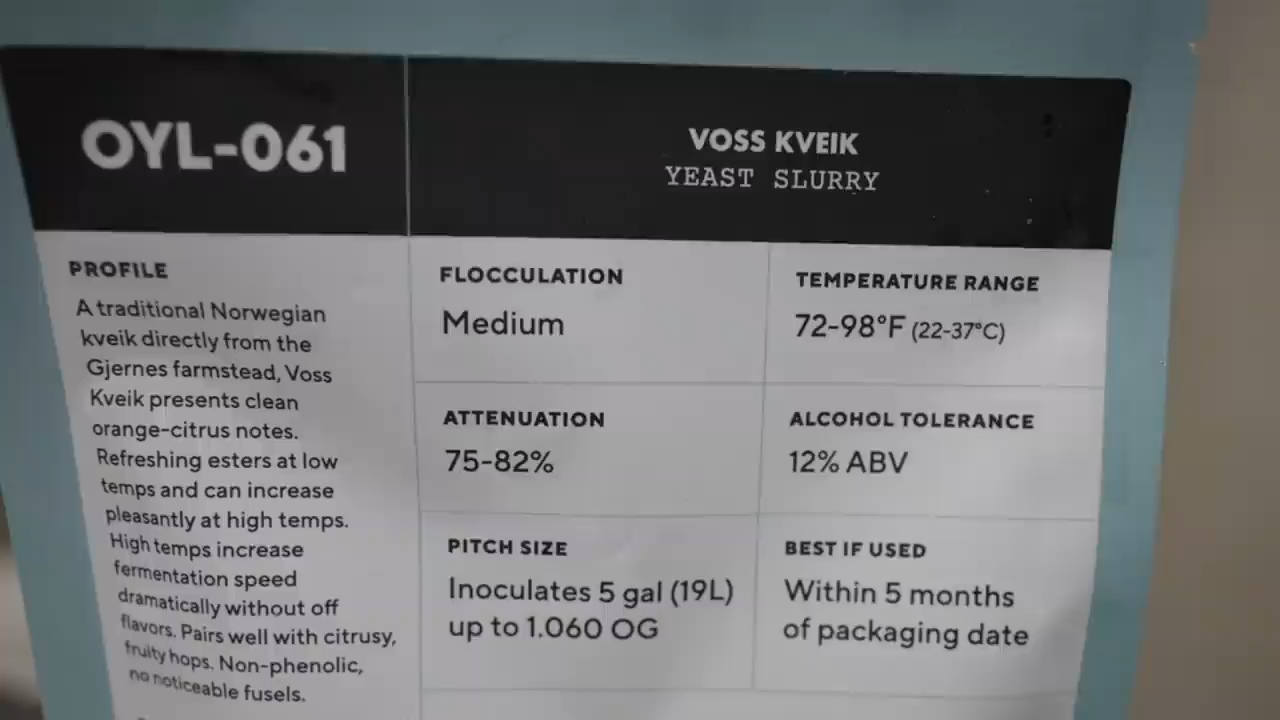 OYL-061
VOSS KVEIK
YEAST SLURRY
PROFILE
A traditional Norwegian
kveik directly from the
Gjernes farmstead, Voss
Kveik presents clean
orange-citrus notes.
Refreshing esters at low
temps and can increase
pleasantly at high temps.
High temps increase
fermentation speed
dramatically without off
flavors. Pairs well with citrusy,
fruity hops. Non-phenolic,
no noticeable fusels.
FLOCCULATION
Medium
TEMPERATURE RANGE
72-98°F (22-37°C)
ATTENUATION
75-82%
ALCOHOL TOLERANCE
12% ABV
PITCH SIZE
Inoculates 5 gal (19L)
up to 1.060 OG
BEST IF USED
Within 5 months
of packaging date